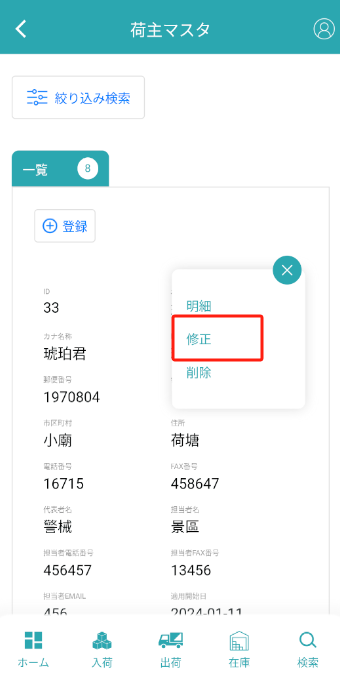 荷主マスタ
絞り込み検索
一覧 8
登録
ID
33
明細
修正
削除
カナ名称
琥珀君
郵便番号
1970804
市区町村 住所
小廟 荷塘
電話番号 FAX番号
16715 458647
代表者名 担当者名
警械 景區
担当者電話番号 担当者FAX番号
456457 13456
担当者EMAIL 適用開始日
456 2024-01-11
ホーム 入荷 出荷 在庫 検索